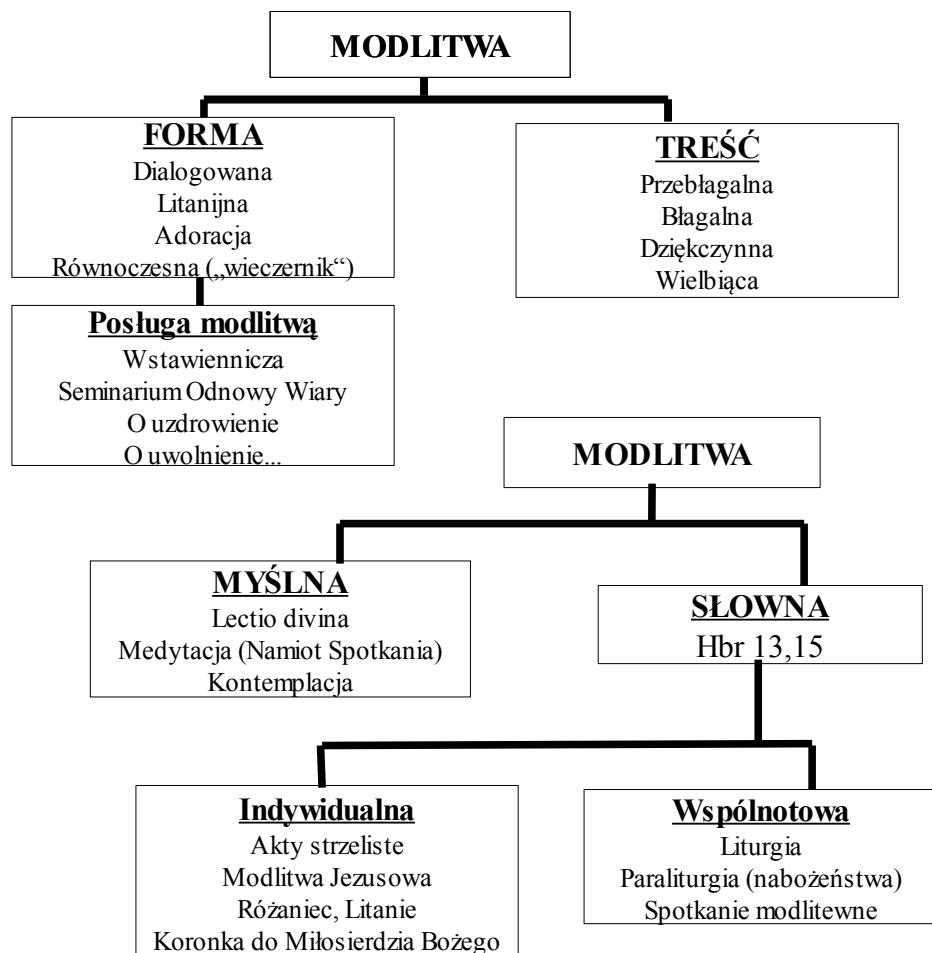 MODLITWA
FORMA
Dialogowana
Litanijna
Adoracja
Równoczesna („wieczernik“)
TREŚĆ
Przebłagalna
Błagalna
Dziękczynna
Wielbiąca
Posługa modlitwą
Wstawiennicza
Seminarium Odnowy Wiary
O uzdrowienie
O uwolnienie...
MODLITWA
MYŚLNA
Lectio divina
Medytacja (Namiot Spotkania)
Kontemplacja
SŁOWNA
Hbr 13,15
Indywidualna
Akty strzeliste
Modlitwa Jezusowa
Różaniec, Litanie
Koronka do Miłosierdzia Bożego
Wspólnotowa
Liturgia
Paraliturgia (nabożeństwa)
Spotkanie modlitewne